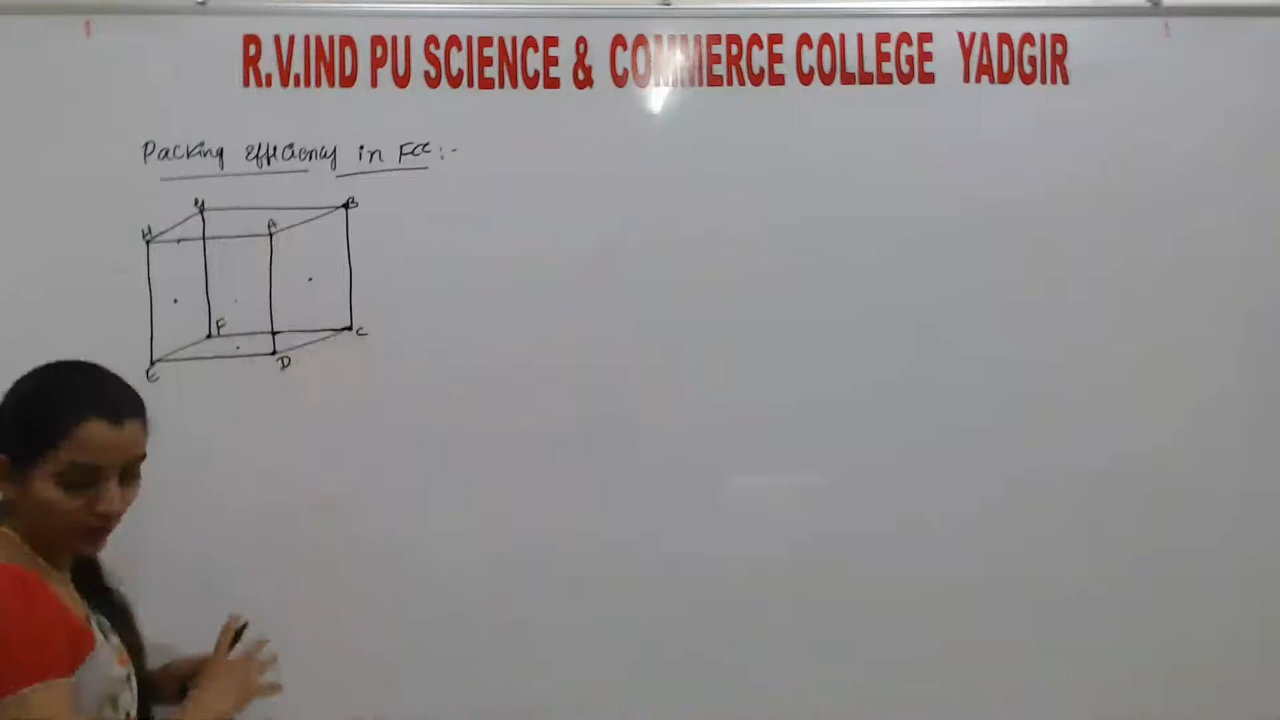 R.V.IND PU SCIENCE & COMMERCE COLLEGE YADGIR
Packing efficiency in FCC :-
B
H A
F
C
E D